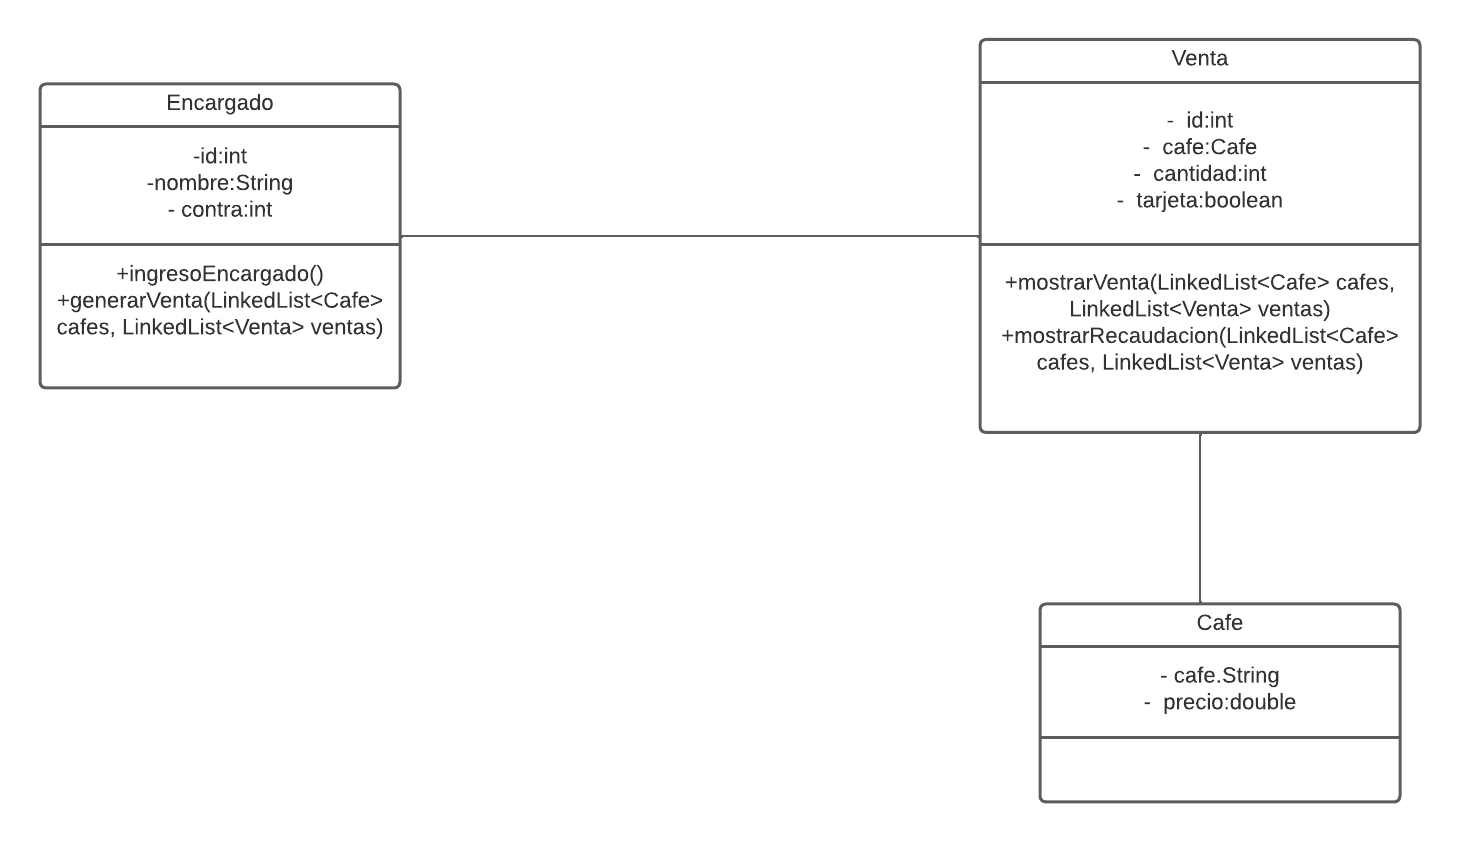 Encargado
-id:int
-nombre:String
- contra:int
+ingresoEncargado()
+generarVenta(LinkedList<Cafe>
cafes, LinkedList<Venta> ventas)
Venta
- id:int
- cafe:Cafe
- cantidad:int
- tarjeta:boolean
+mostrarVenta(LinkedList<Cafe> cafes,
LinkedList<Venta> ventas)
+mostrarRecaudacion(LinkedList<Cafe>
cafes, LinkedList<Venta> ventas)
Cafe
- cafe.String
- precio:double